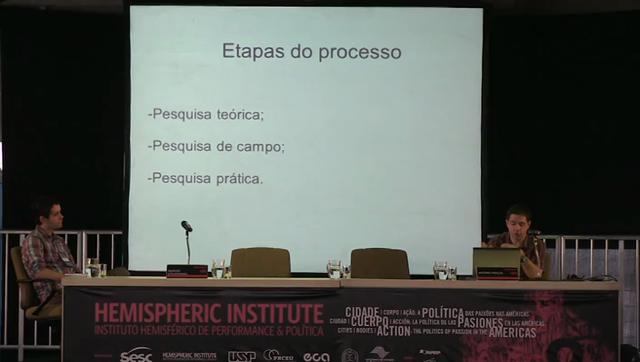 Etapas do processo
-Pesquisa teórica;
-Pesquisa de campo;
-Pesquisa prática.
HEMISPHERIC INSTITUTE
INSTITUTO HEMISFÉRICO DE PERFORMANCE & POLÍTICA
CIDADE | CORPO | AÇÃO. A POLÍTICA DAS PAIXÕES NAS AMÉRICAS
CIUDAD | CUERPO | ACCIÓN. LA POLÍTICA DE LAS PASIONES EN LAS AMÉRICAS
CITIES | BODIES | ACTION. THE POLITICS OF PASSION IN THE AMERICAS
Sesc
HEMISPHERIC INSTITUTE
USP
eca